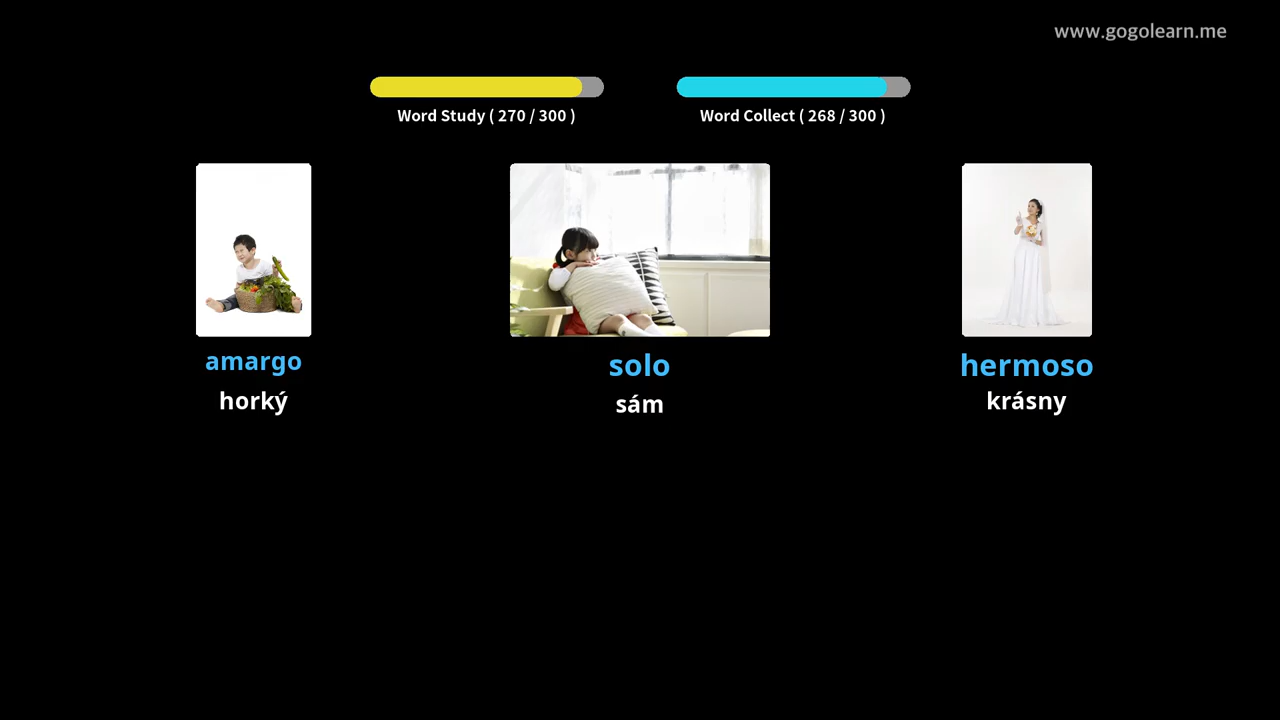 www.gogolearn.me
Word Study ( 270 / 300 )
Word Collect ( 268 / 300 )
amargo
horký
solo
sám
hermoso
krásny